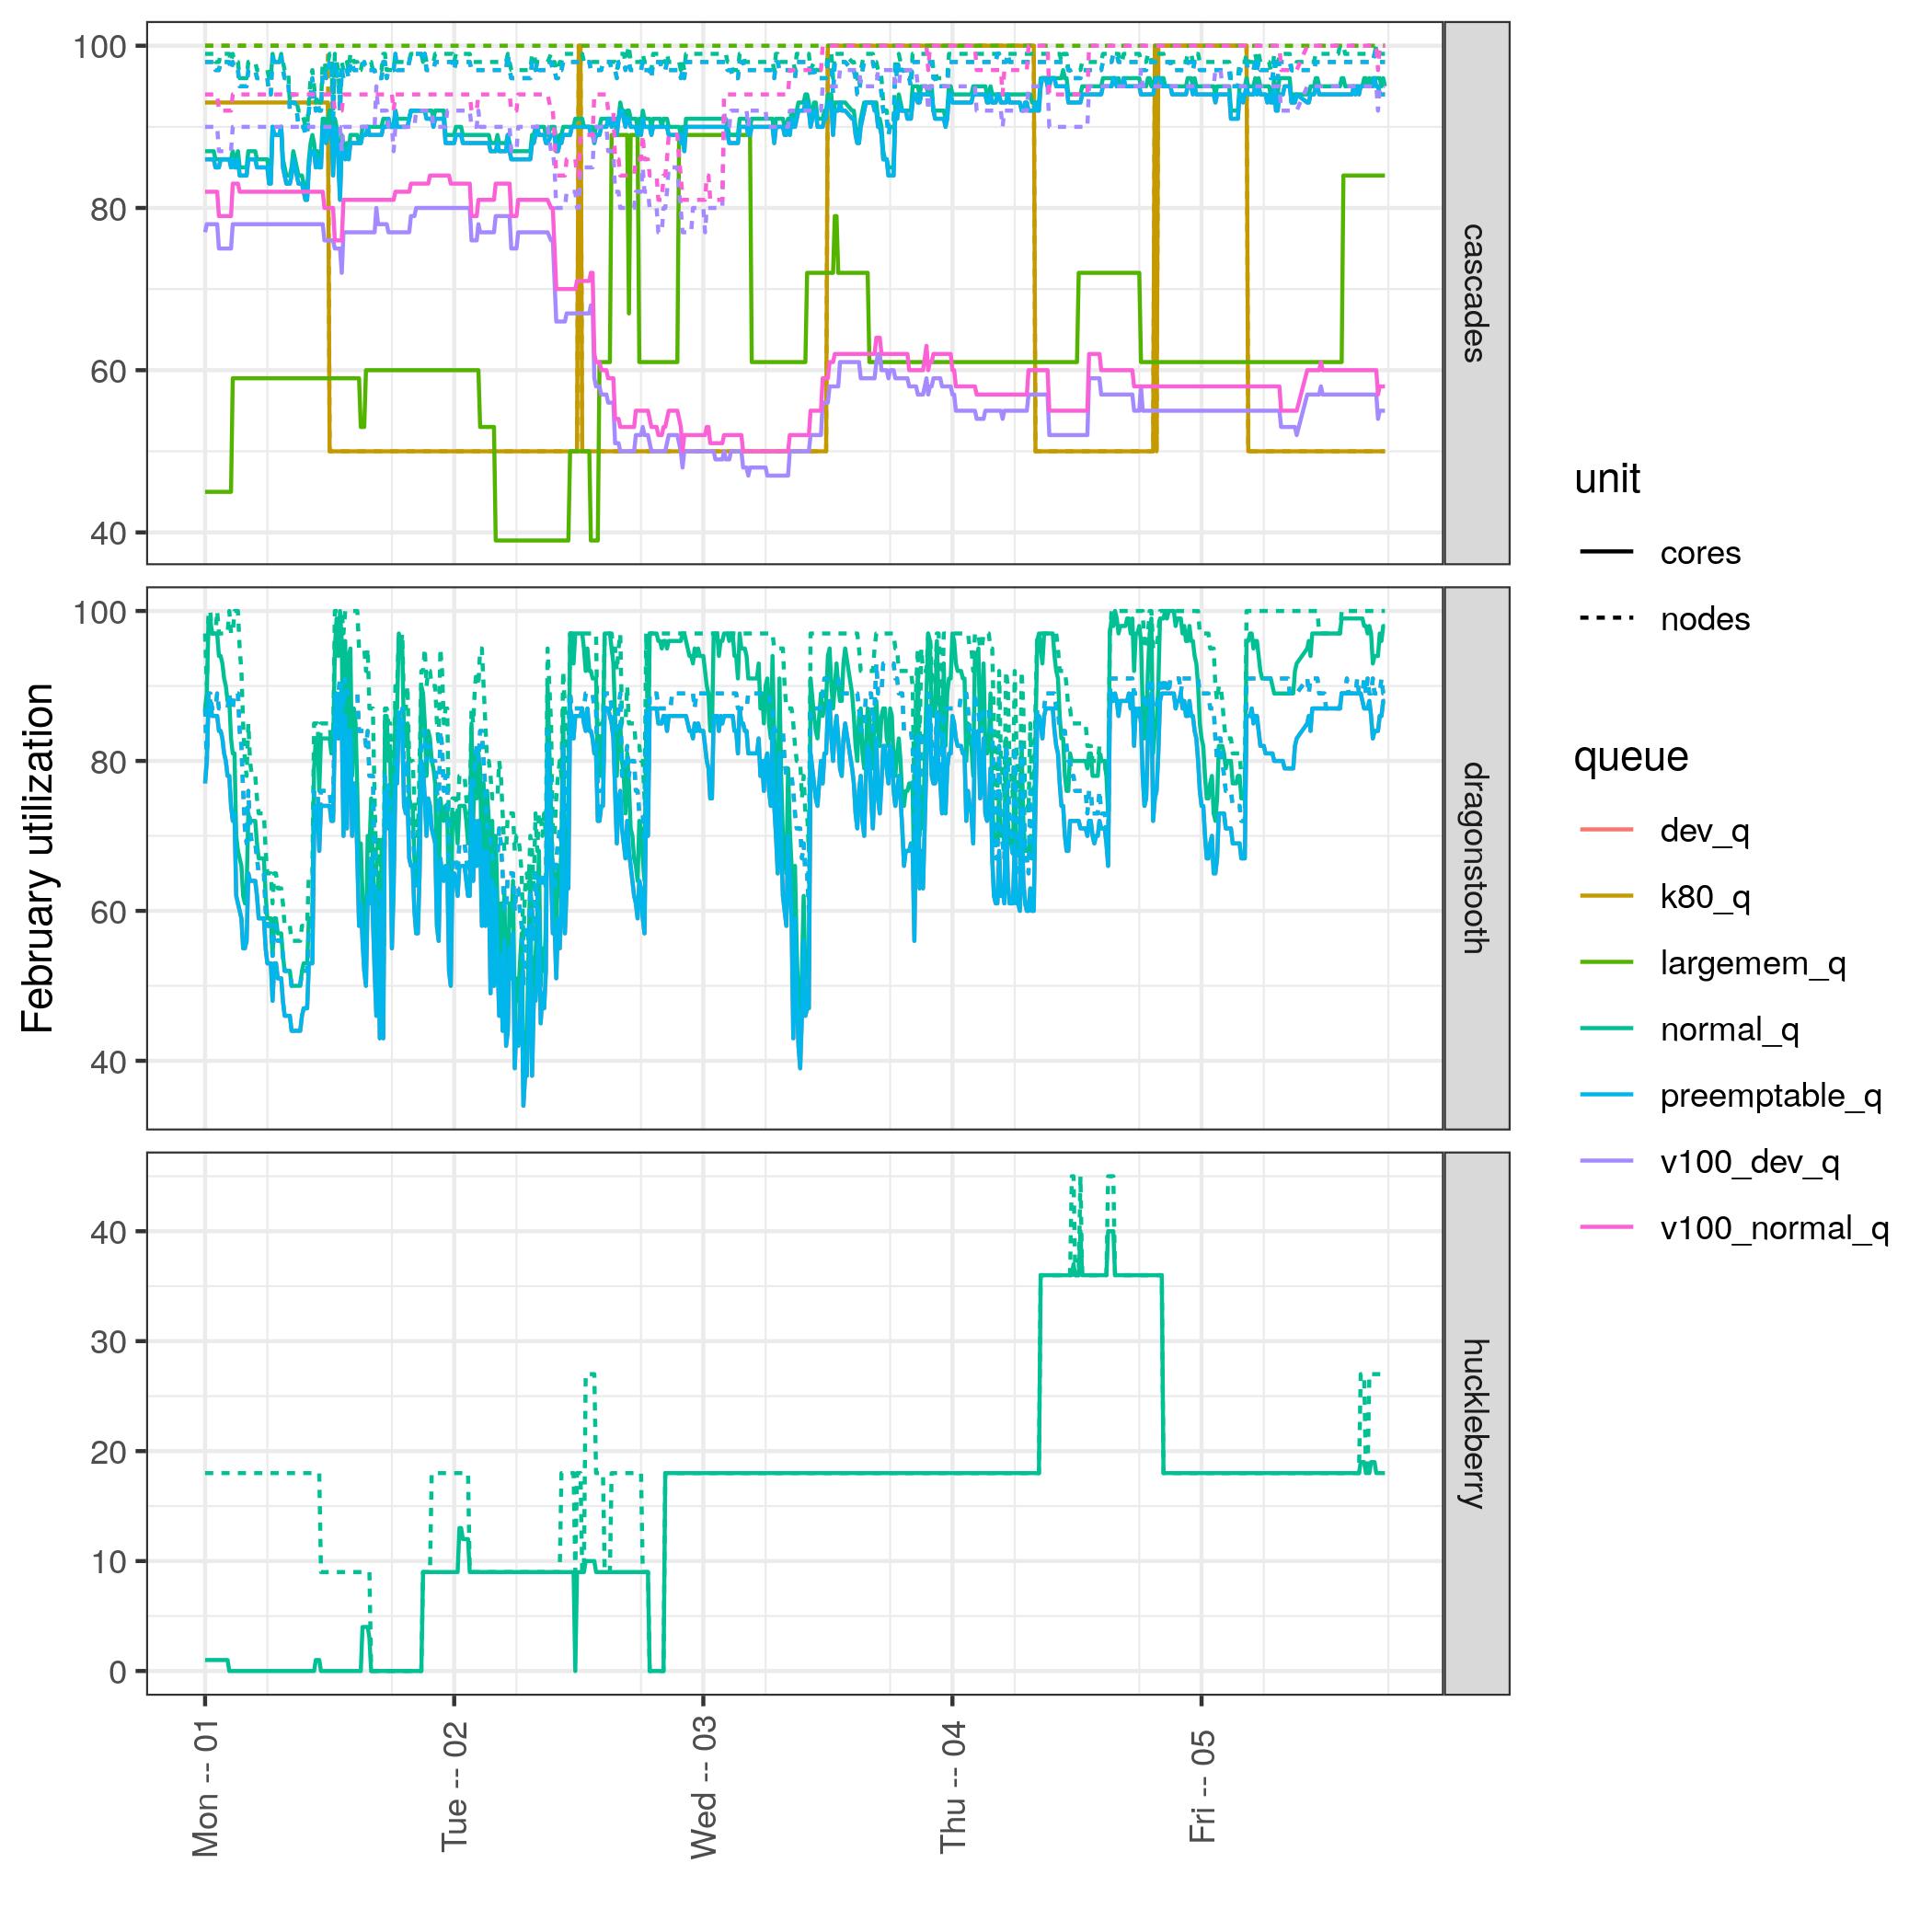 February utilization
100
80
60
40
cascades
100
80
60
40
dragonstooth
40
30
20
10
0
huckleberry
Mon -- 01
Tue -- 02
Wed -- 03
Thu -- 04
Fri -- 05
unit
cores
nodes
queue
dev_q
k80_q
largemem_q
normal_q
preemptable_q
v100_dev_q
v100_normal_q